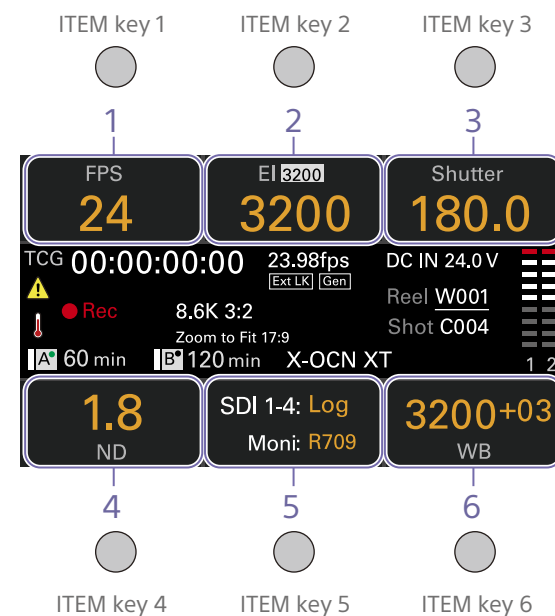 ITEM key 1 ITEM key 2 ITEM key 3
1 2 3
FPS EI 3200 Shutter
24 3200 180.0
TCG 00:00:00:00 23.98fps DC IN 24.0 V
Ext LK Gen
Rec 8.6K 3:2 Reel W001
Zoom to Fit 17:9 Shot C004
A 60 min B 120 min X-OCN XT 1 2
1.8 SDI 1-4: Log 3200+03
ND Moni: R709 WB
4 5 6
ITEM key 4 ITEM key 5 ITEM key 6